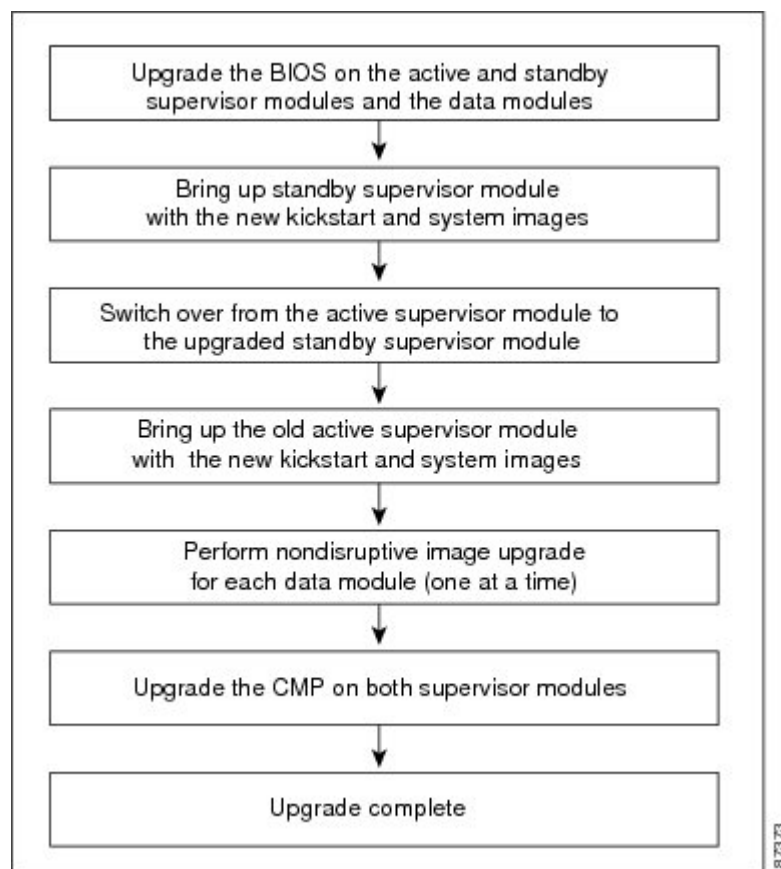 Upgrade the BIOS on the active and standby
supervisor modules and the data modules
Bring up standby supervisor module
with the new kickstart and system images
Switch over from the active supervisor module to
the upgraded standby supervisor module
Bring up the old active supervisor module
with the new kickstart and system images
Perform nondisruptive image upgrade
for each data module (one at a time)
Upgrade the CMP on both supervisor modules
Upgrade complete
87373